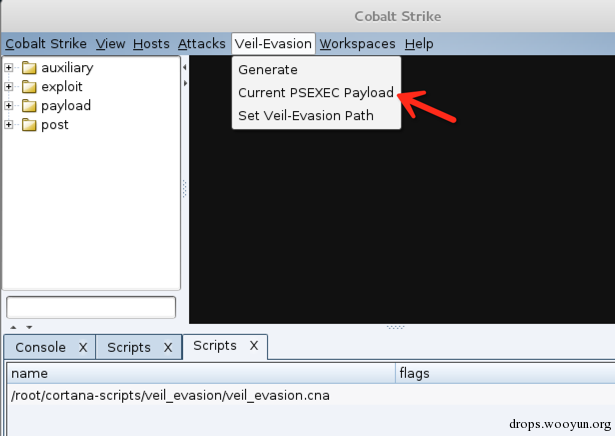 Cobalt Strike
Cobalt Strike View Hosts Attacks Veil-Evasion Workspaces Help
auxiliary
exploit
payload
post
Generate
Current PSEXEC Payload
Set Veil-Evasion Path
Console X Scripts X Scripts X
name flags
/root/cortana-scripts/veil_evasion/veil_evasion.cna
drops.wooyun.org